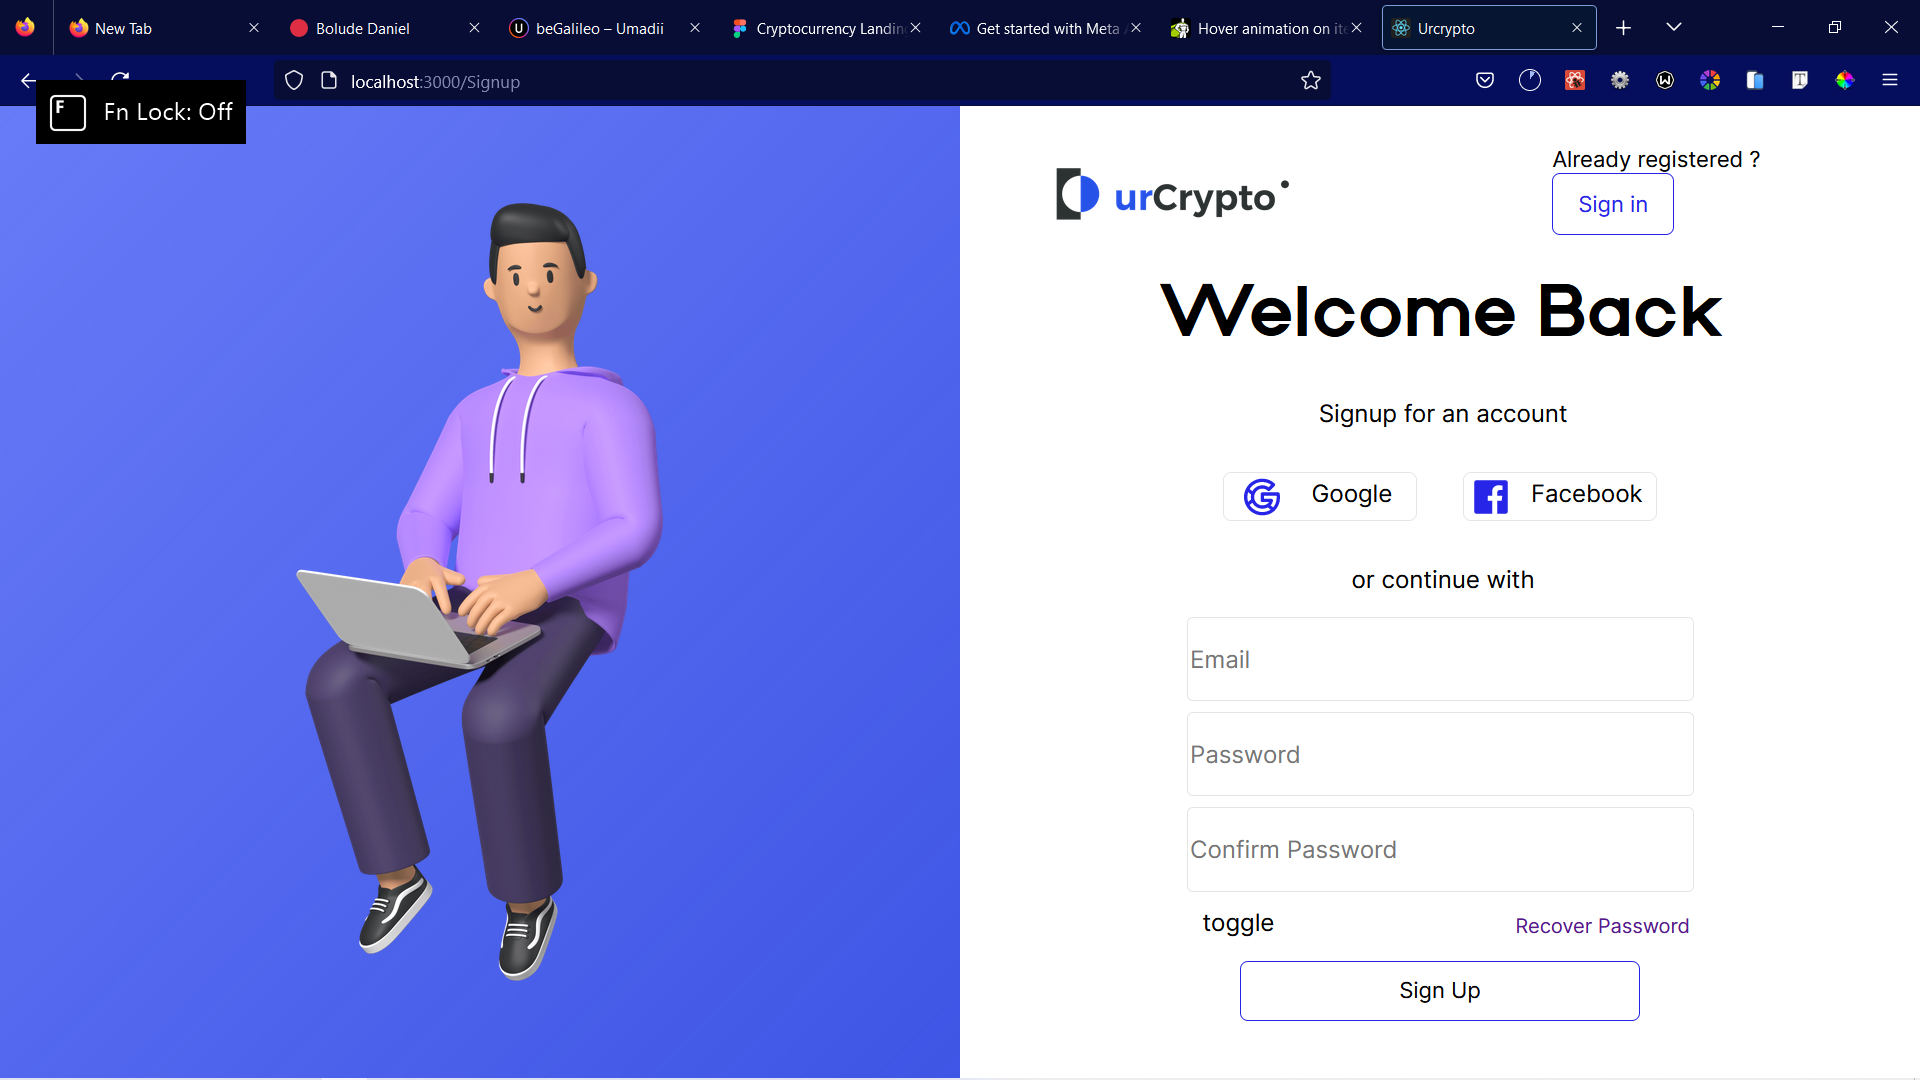 New Tab
Bolude Daniel
beGalileo – Umadii
Cryptocurrency Landin
Get started with Meta
Hover animation on it
Urcrypto
localhost:3000/Signup
F
Fn Lock: Off
urCrypto
Already registered ?
Sign in
Welcome Back
Signup for an account
Google
Facebook
or continue with
Email
Password
Confirm Password
toggle
Recover Password
Sign Up